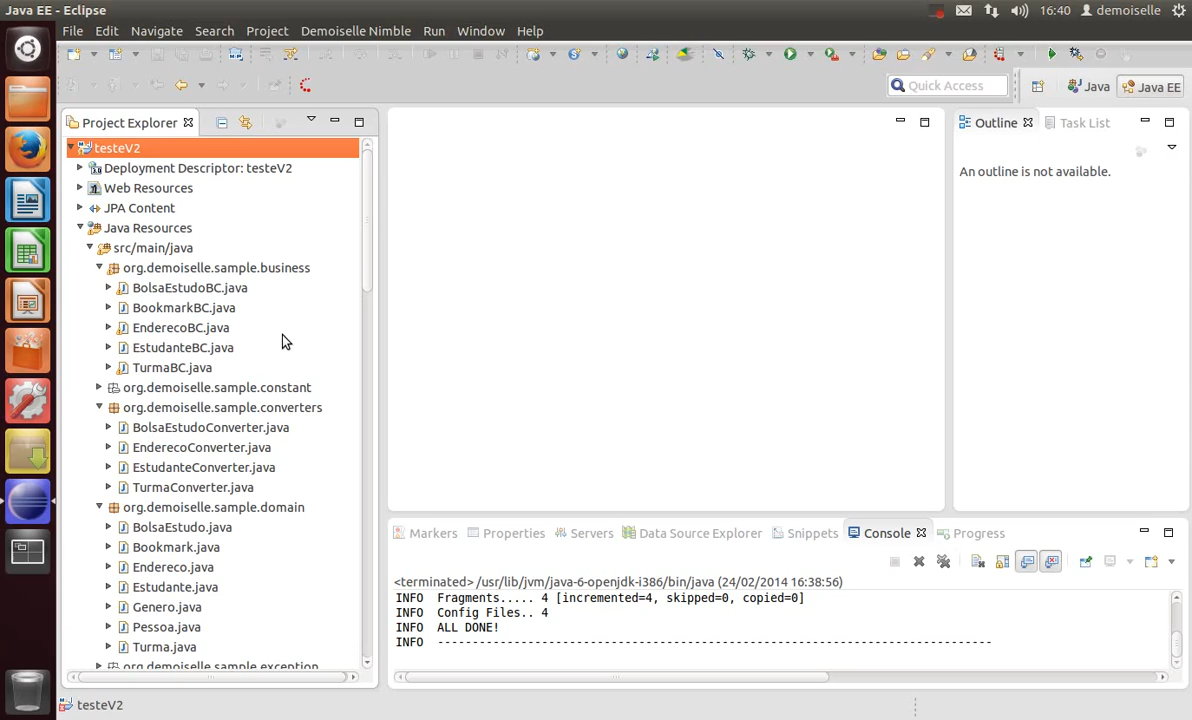 Java EE - Eclipse
16:40 demoiselle
File Edit Navigate Search Project Demoiselle Nimble Run Window Help
Quick Access
Java
Java EE
Project Explorer
testeV2
Deployment Descriptor: testeV2
Web Resources
JPA Content
Java Resources
src/main/java
org.demoiselle.sample.business
BolsaEstudoBC.java
BookmarkBC.java
EnderecoBC.java
EstudanteBC.java
TurmaBC.java
org.demoiselle.sample.constant
org.demoiselle.sample.converters
BolsaEstudoConverter.java
EnderecoConverter.java
EstudanteConverter.java
TurmaConverter.java
org.demoiselle.sample.domain
BolsaEstudo.java
Bookmark.java
Endereco.java
Estudante.java
Genero.java
Pessoa.java
Turma.java
org.demoiselle.sample.exception
Outline
Task List
An outline is not available.
Markers Properties Servers Data Source Explorer Snippets Console Progress
<terminated> /usr/lib/jvm/java-6-openjdk-i386/bin/java (24/02/2014 16:38:56)
INFO Fragments..... 4 [incremented=4, skipped=0, copied=0]
INFO Config Files.. 4
INFO ALL DONE!
INFO ------------------------------------------------------------------------
testeV2